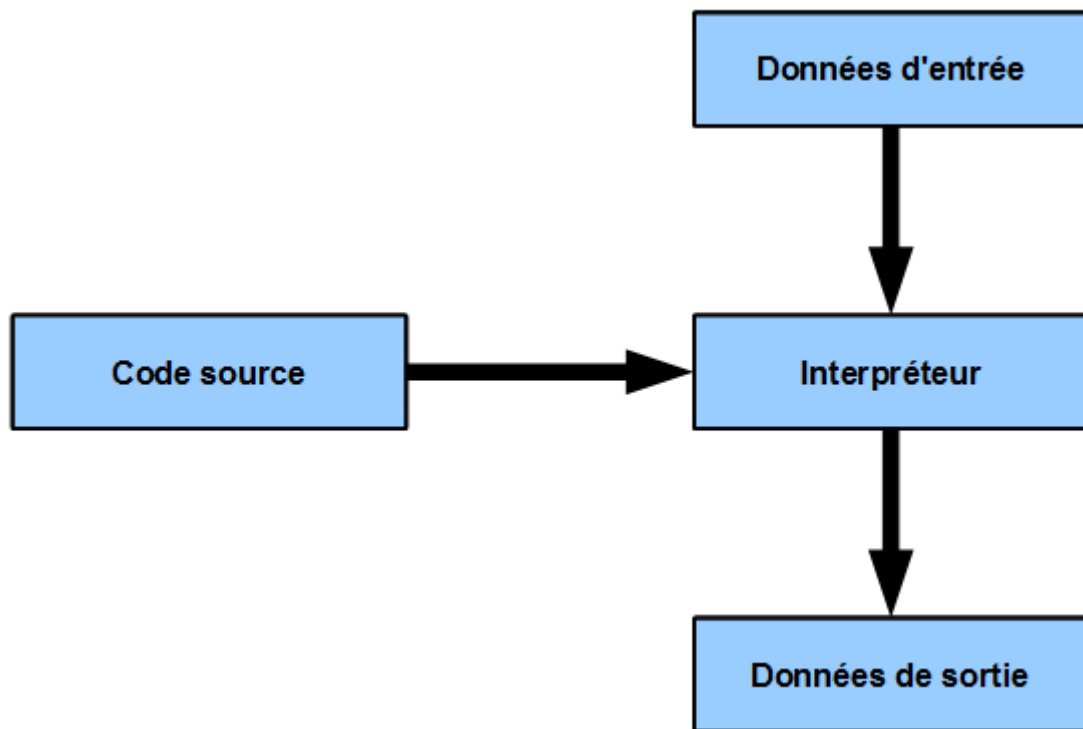 Données d'entrée
Code source
Interpréteur
Données de sortie